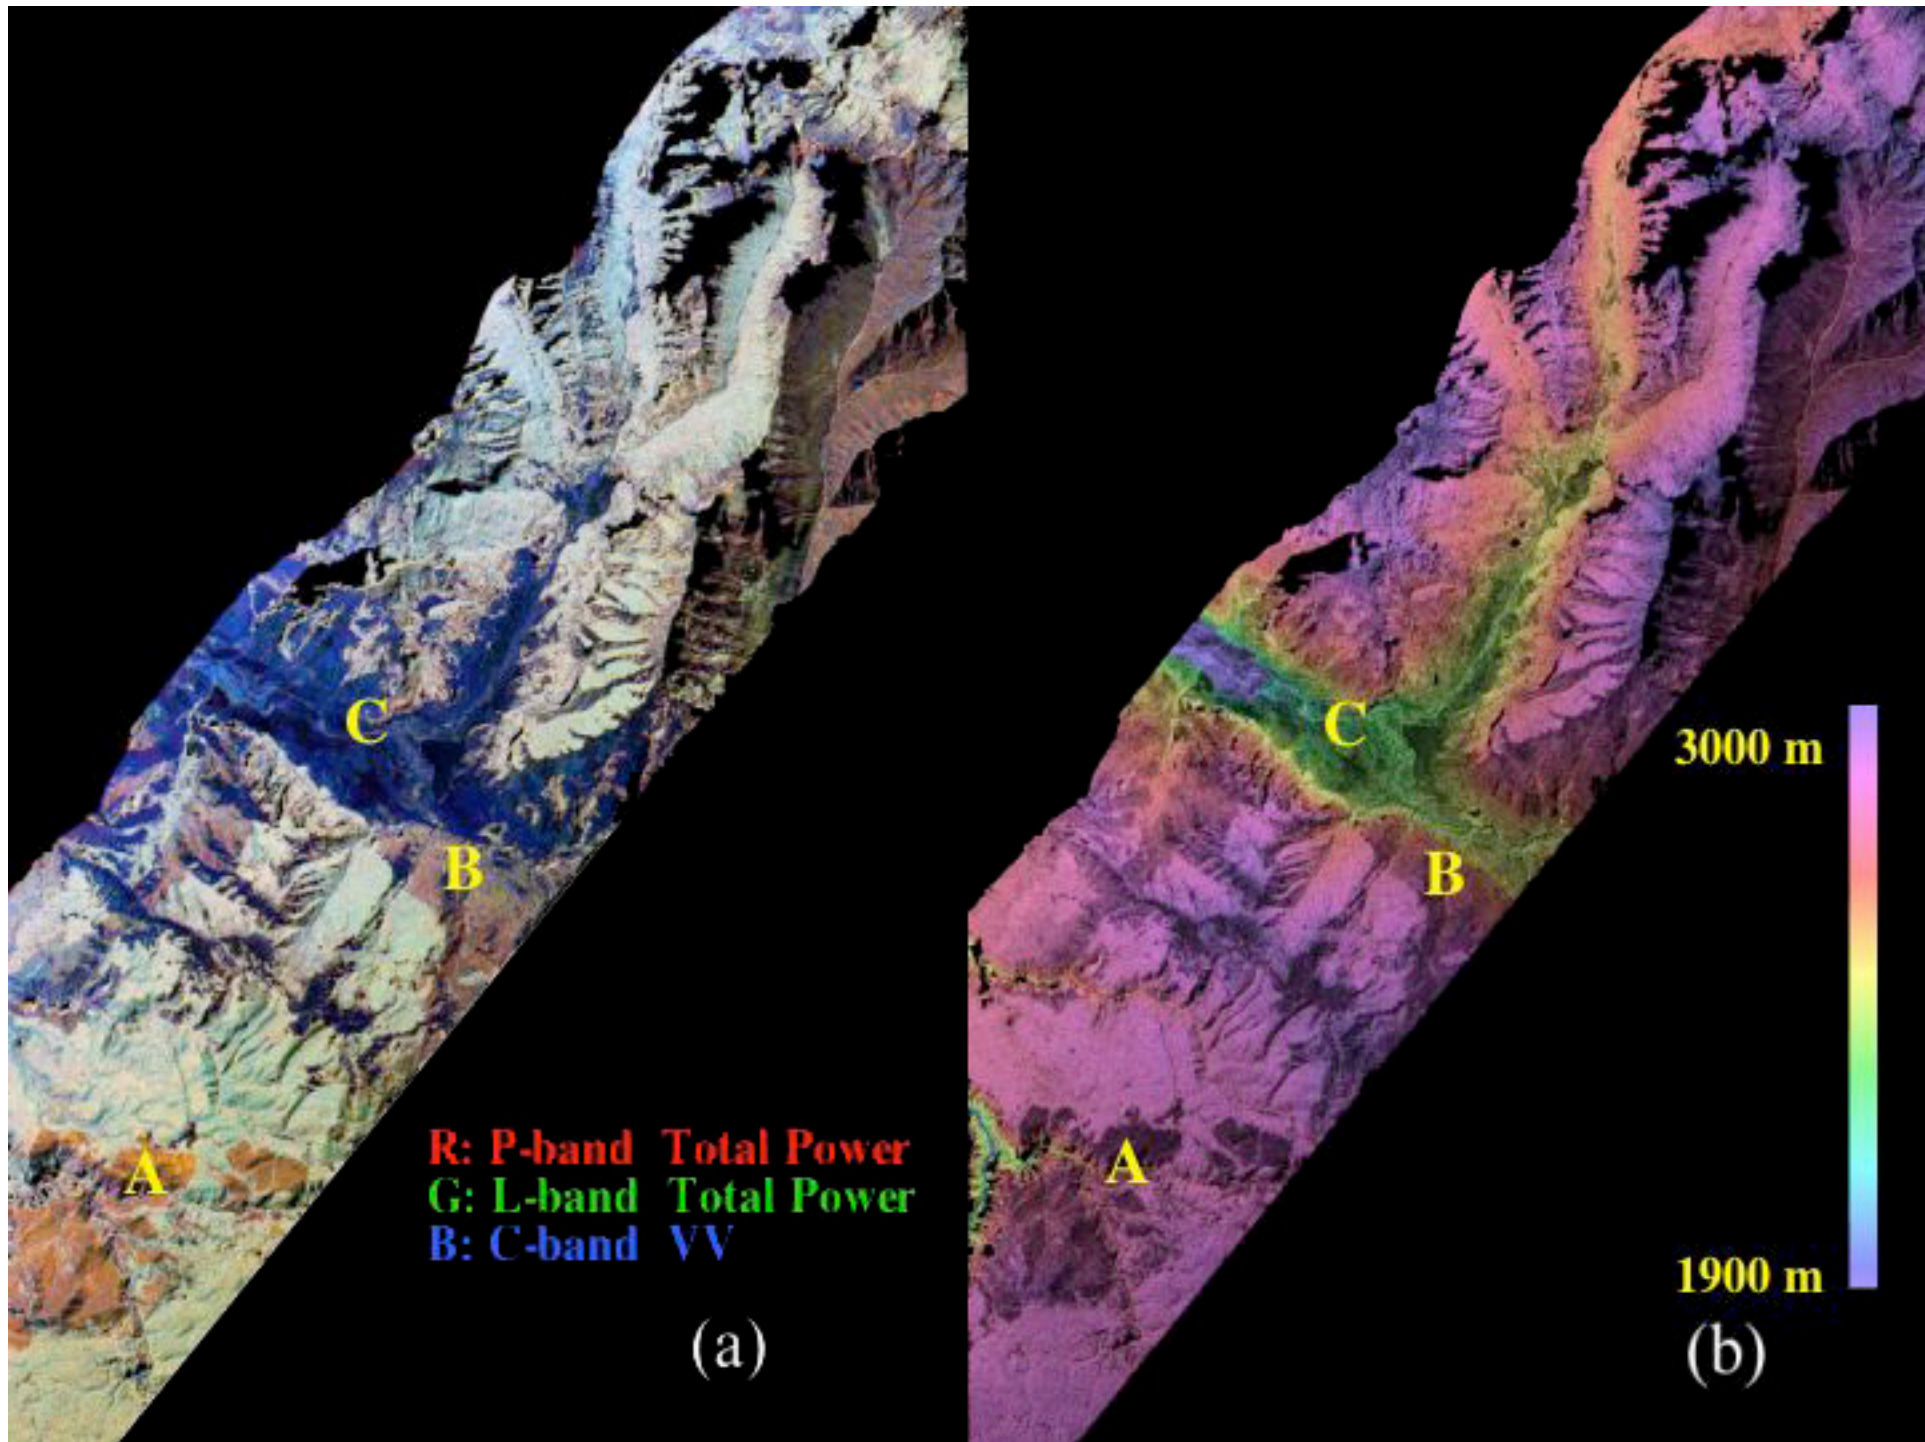 C
B
A
R: P-band Total Power
G: L-band Total Power
B: C-band VV
(a)
C
B
A
3000 m
1900 m
(b)